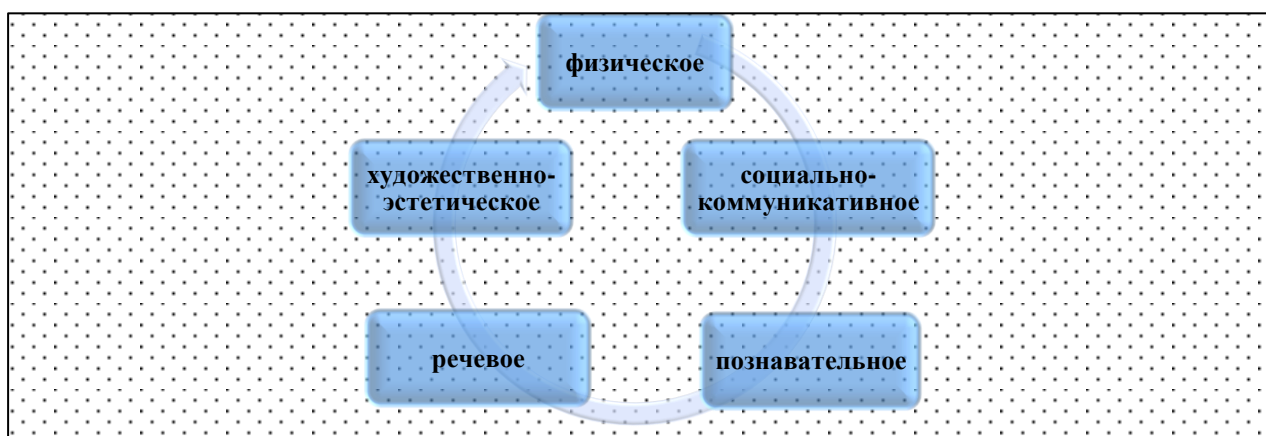 физическое
художественно-
эстетическое
социально-
коммуникативное
речевое
познавательное